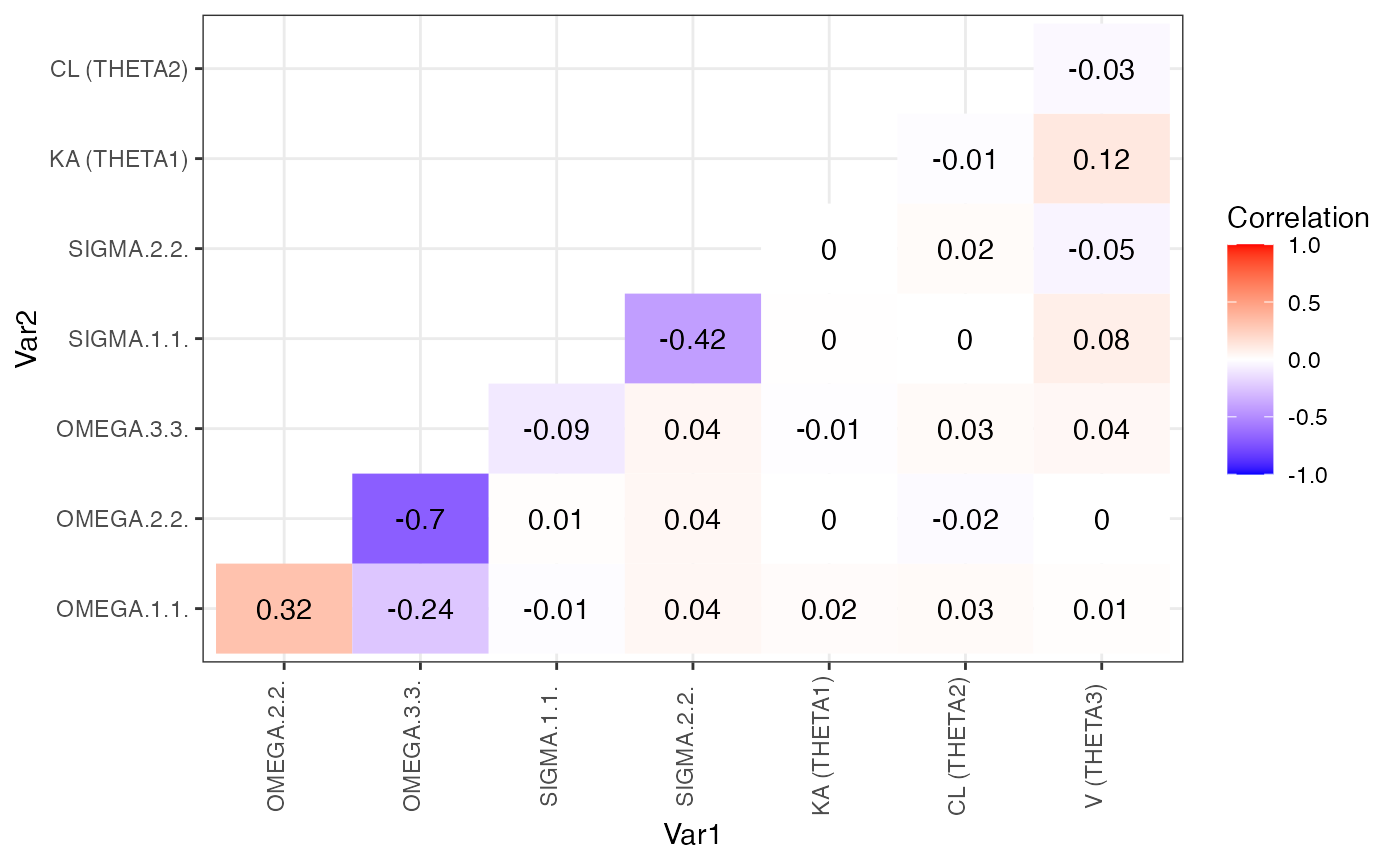 CL (THETA2) -0.03
KA (THETA1) -0.01 0.12
Correlation
SIGMA.2.2. 0 0.02 -0.05 1.0
0.5
Var2
SIGMA.1.1. -0.42 0 0 0.08 0.0
-0.5
OMEGA.3.3. -0.09 0.04 -0.01 0.03 0.04
-1.0
OMEGA.2.2. -0.7 0.01 0.04 0 -0.02 0
OMEGA.1.1. 0.32 -0.24 -0.01 0.04 0.02 0.03 0.01
OMEGA.2.2. OMEGA.3.3. SIGMA.1.1. SIGMA.2.2. KA (THETA1) CL (THETA2) V (THETA3)
Var1